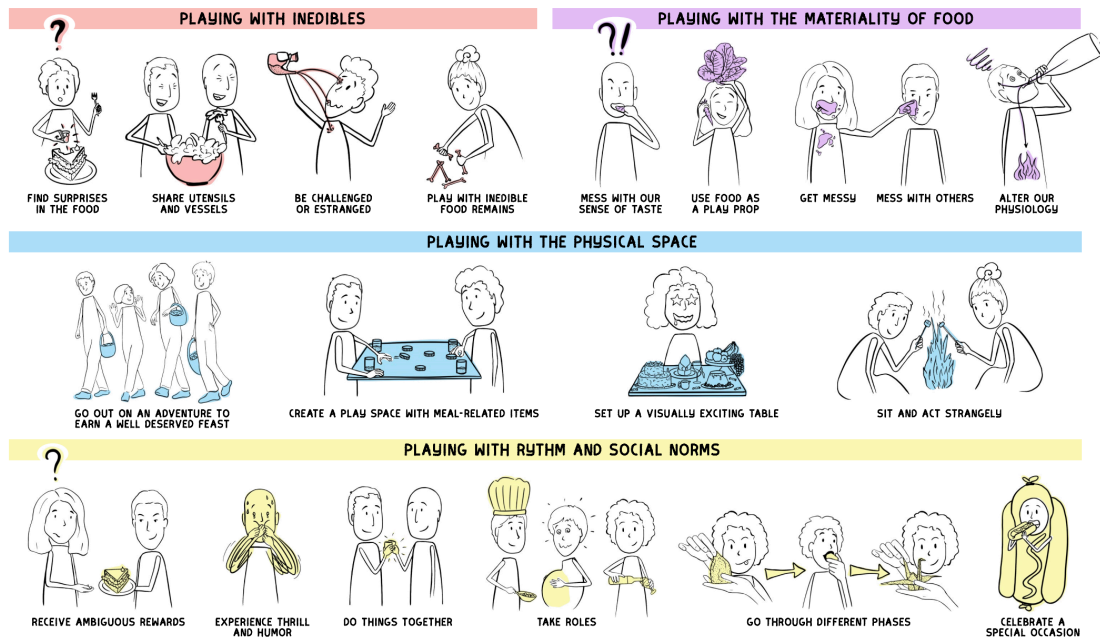 PLAYING WITH INEDIBLES
PLAYING WITH THE MATERIALITY OF FOOD
?
?!
FIND SURPRISES
IN THE FOOD
SHARE UTENSILS
AND VESSELS
BE CHALLENGED
OR ESTRANGED
PLAY WITH INEDIBLE
FOOD REMAINS
MESS WITH OUR
SENSE OF TASTE
USE FOOD AS
A PLAY PROP
GET MESSY
MESS WITH OTHERS
ALTER OUR
PHYSIOLOGY
PLAYING WITH THE PHYSICAL SPACE
GO OUT ON AN ADVENTURE TO
EARN A WELL DESERVED FEAST
CREATE A PLAY SPACE WITH MEAL-RELATED ITEMS
SET UP A VISUALLY EXCITING TABLE
SIT AND ACT STRANGELY
PLAYING WITH RYTHM AND SOCIAL NORMS
?
RECEIVE AMBIGUOUS REWARDS
EXPERIENCE THRILL
AND HUMOR
DO THINGS TOGETHER
TAKE ROLES
GO THROUGH DIFFERENT PHASES
CELEBRATE A
SPECIAL OCCASION